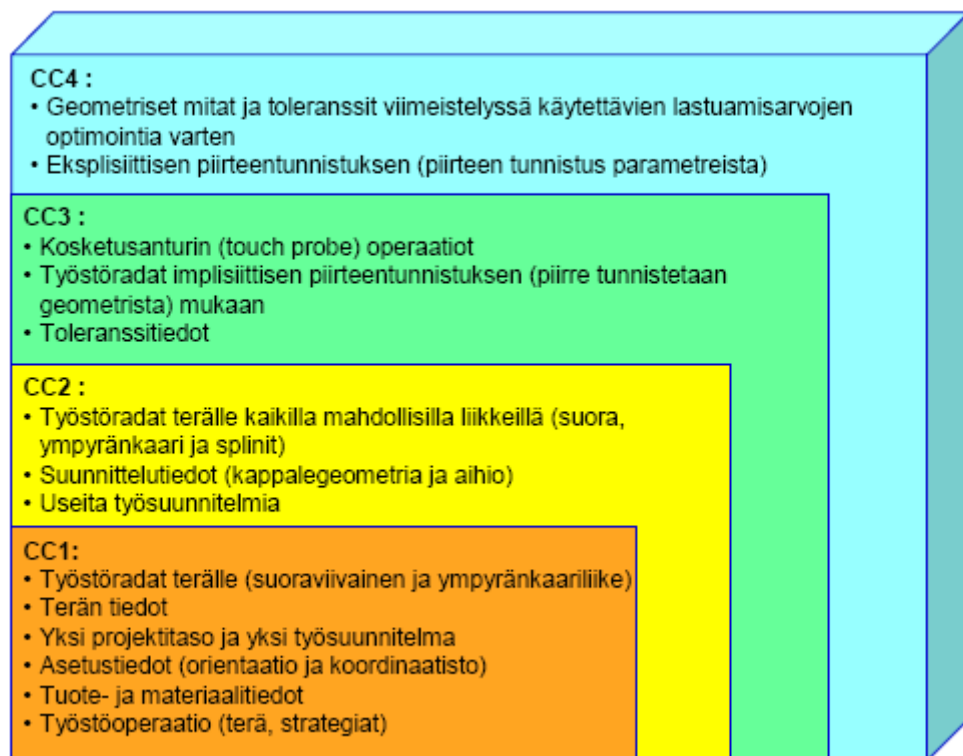 CC4 :
• Geometriset mitat ja toleranssit viimeistelyssä käytettävien lastuamisarvojen
optimointia varten
• Eksplisiittisen piirteentunnistuksen (piirteen tunnistus parametreista)
CC3 :
• Kosketusanturin (touch probe) operaatiot
• Työstöradat implisiittisen piirteentunnistuksen (piirre tunnistetaan
geometrista) mukaan
• Toleranssitiedot
CC2 :
• Työstöradat terälle kaikilla mahdollisilla liikkeillä (suora,
ympyränkaari ja splinit)
• Suunnittelutiedot (kappalegeometria ja aihio)
• Useita työsuunnitelmia
CC1:
• Työstöradat terälle (suoraviivainen ja ympyränkaariliike)
• Terän tiedot
• Yksi projektitaso ja yksi työsuunnitelma
• Asetustiedot (orientaatio ja koordinaatisto)
• Tuote- ja materiaalitiedot
• Työstöoperaatio (terä, strategiat)